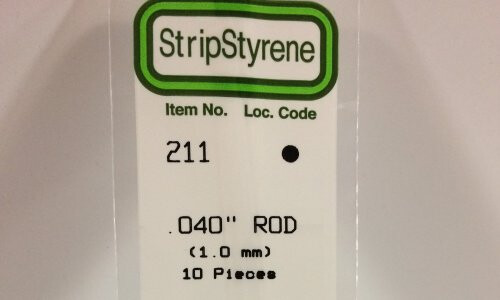 StripStyrene
Item No. Loc. Code
211 ●
.040" ROD
(1.0 mm)
10 Pieces